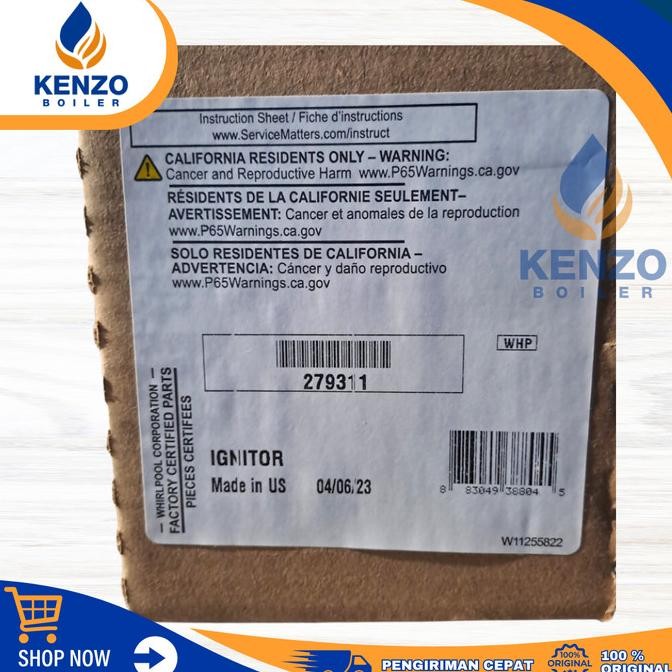 KENZO
BOILER
Instruction Sheet / Fiche d'instructions
www.ServiceMatters.com/instruct
CALIFORNIA RESIDENTS ONLY – WARNING:
Cancer and Reproductive Harm www.P65Warnings.ca.gov
RÉSIDENTS DE LA CALIFORNIE SEULEMENT–
AVERTISSEMENT: Cancer et anomales de la reproduction
www.P65Warnings.ca.gov
SOLO RESIDENTES DE CALIFORNIA –
ADVERTENCIA: Cáncer y daño reproductivo
www.P65Warnings.ca.gov
KENZO
BOILER
WHP
279311
— WHIRLPOOL CORPORATION —
FACTORY CERTIFIED PARTS
PIECES CERTIFEES
IGNITOR
Made in US 04/06/23
8 83049 38804 5
W11255822
SHOP NOW
PENGIRIMAN CEPAT
100%
ORIGINAL
100 %
ORIGINAL